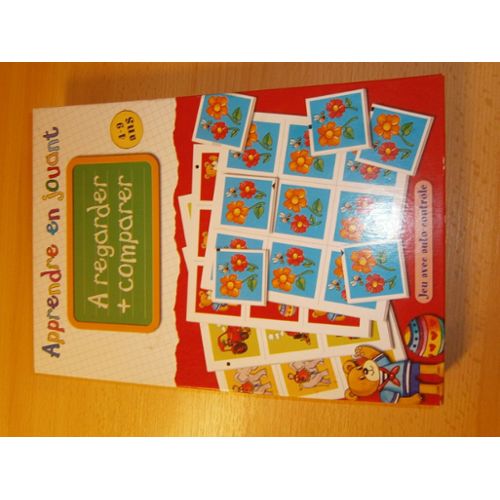 Apprendre en jouant
4-9
ans
A regarder
+ comparer
Jeu avec auto contrôle